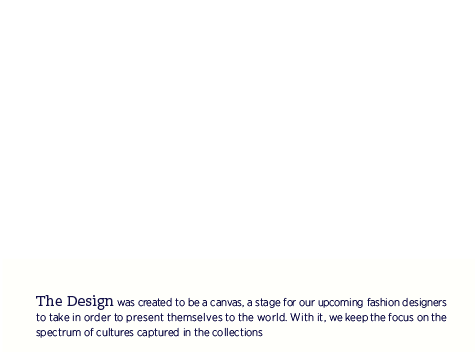 The Design was created to be a canvas, a stage for our upcoming fashion designers
to take in order to present themselves to the world. With it, we keep the focus on the
spectrum of cultures captured in the collections